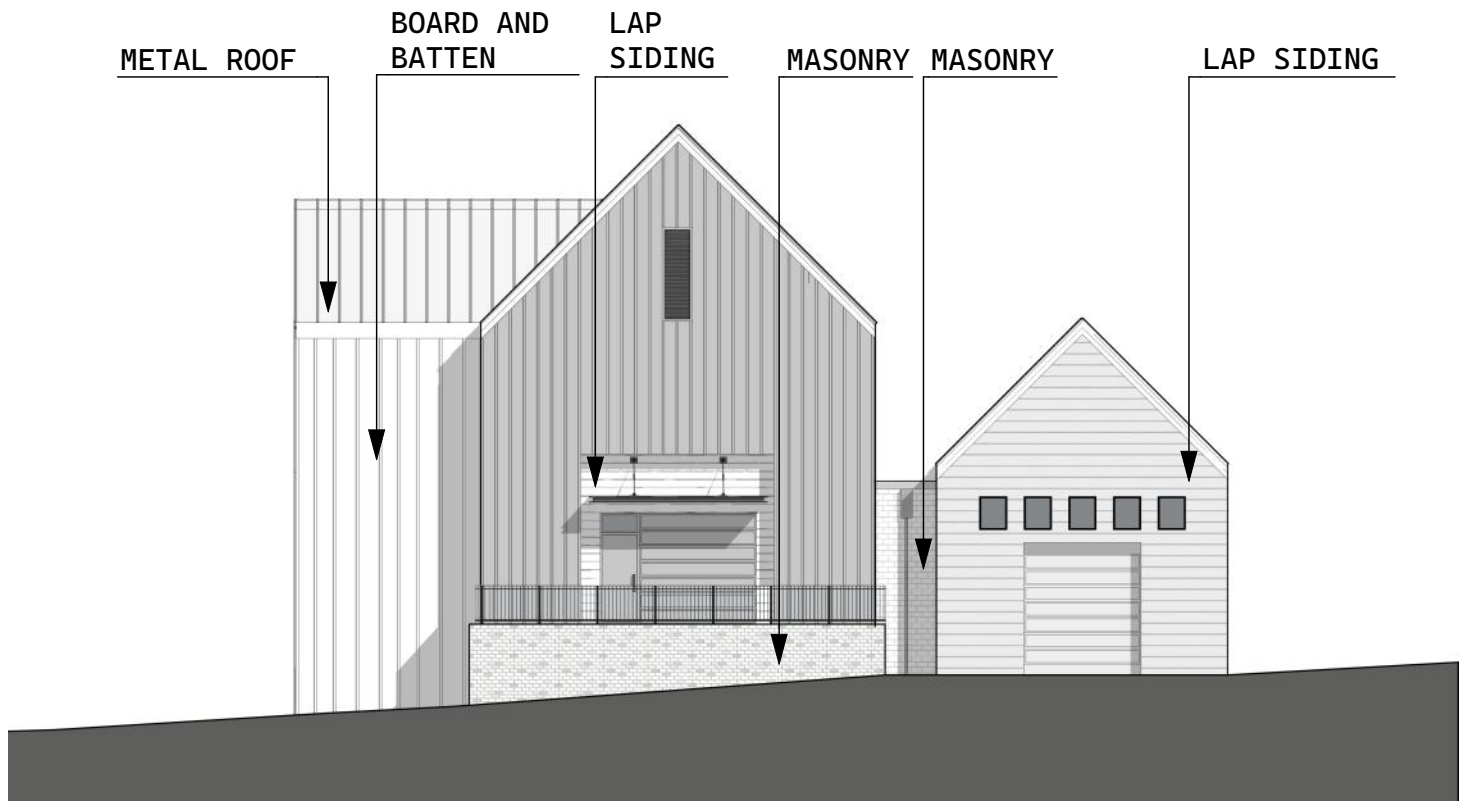 METAL ROOF
BOARD AND
BATTEN
LAP
SIDING
MASONRY
MASONRY
LAP SIDING